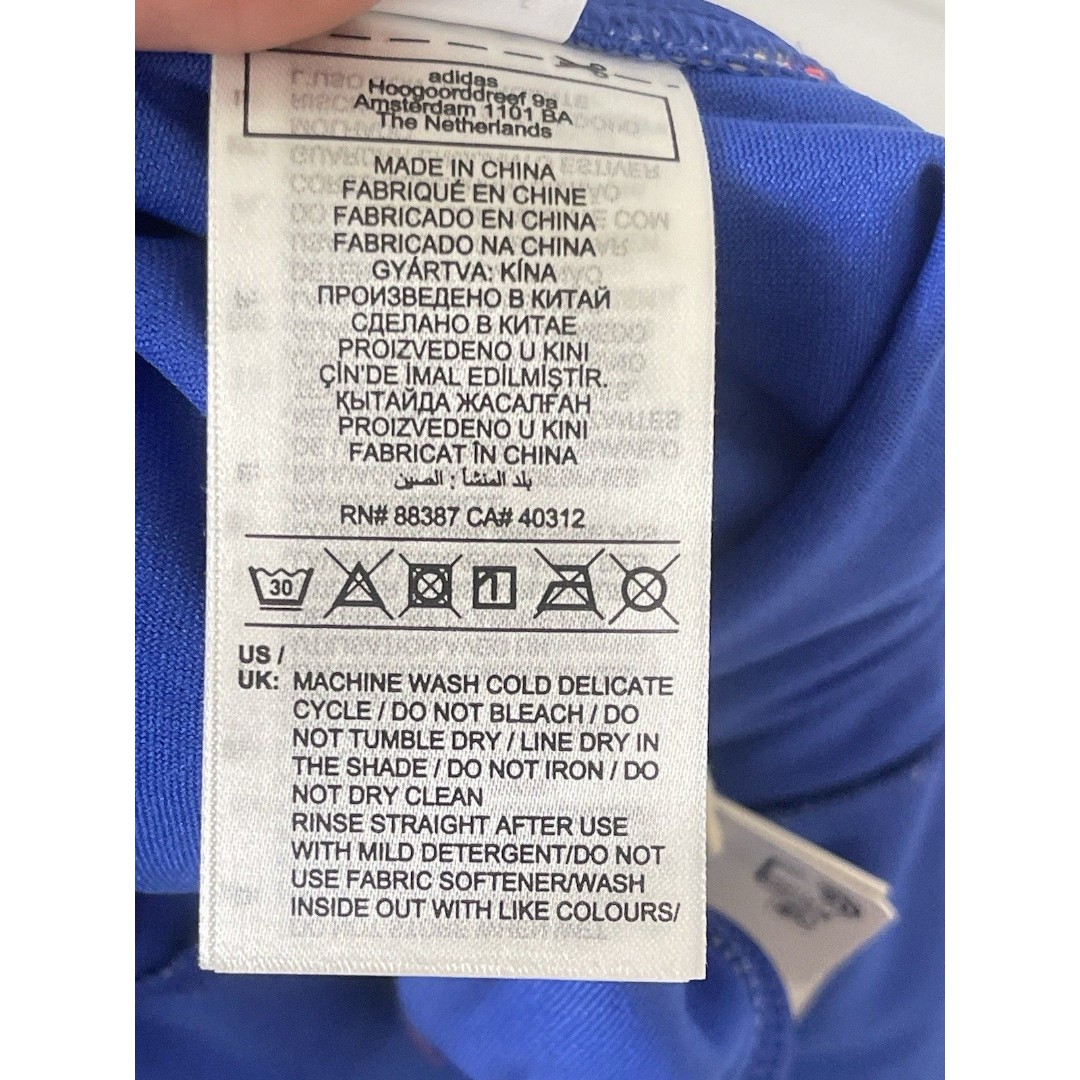 adidas
Hoogoorddreef 9a
Amsterdam 1101 BA
The Netherlands
MADE IN CHINA
FABRIQUÉ EN CHINE
FABRICADO EN CHINA
FABRICADO NA CHINA
GYÁRTVA: KÍNA
ПРОИЗВЕДЕНО В КИТАЙ
СДЕЛАНО В КИТАЕ
PROIZVEDENO U KINI
ÇİN'DE İMAL EDİLMİŞTİR.
ҚЫТАЙДА ЖАСАЛҒАН
PROIZVEDENO U KINI
FABRICAT ÎN CHINA
بلد المنشأ : الصين
RN# 88387 CA# 40312
30
US /
UK: MACHINE WASH COLD DELICATE
CYCLE / DO NOT BLEACH / DO
NOT TUMBLE DRY / LINE DRY IN
THE SHADE / DO NOT IRON / DO
NOT DRY CLEAN
RINSE STRAIGHT AFTER USE
WITH MILD DETERGENT/DO NOT
USE FABRIC SOFTENER/WASH
INSIDE OUT WITH LIKE COLOURS/